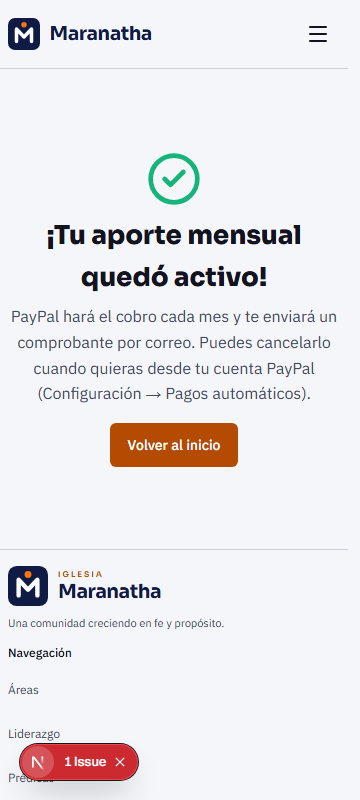 Maranatha
¡Tu aporte mensual
quedó activo!
PayPal hará el cobro cada mes y te enviará un
comprobante por correo. Puedes cancelarlo
cuando quieras desde tu cuenta PayPal
(Configuración → Pagos automáticos).
Volver al inicio
IGLESIA
Maranatha
Una comunidad creciendo en fe y propósito.
Navegación
Áreas
Liderazgo
1 Issue